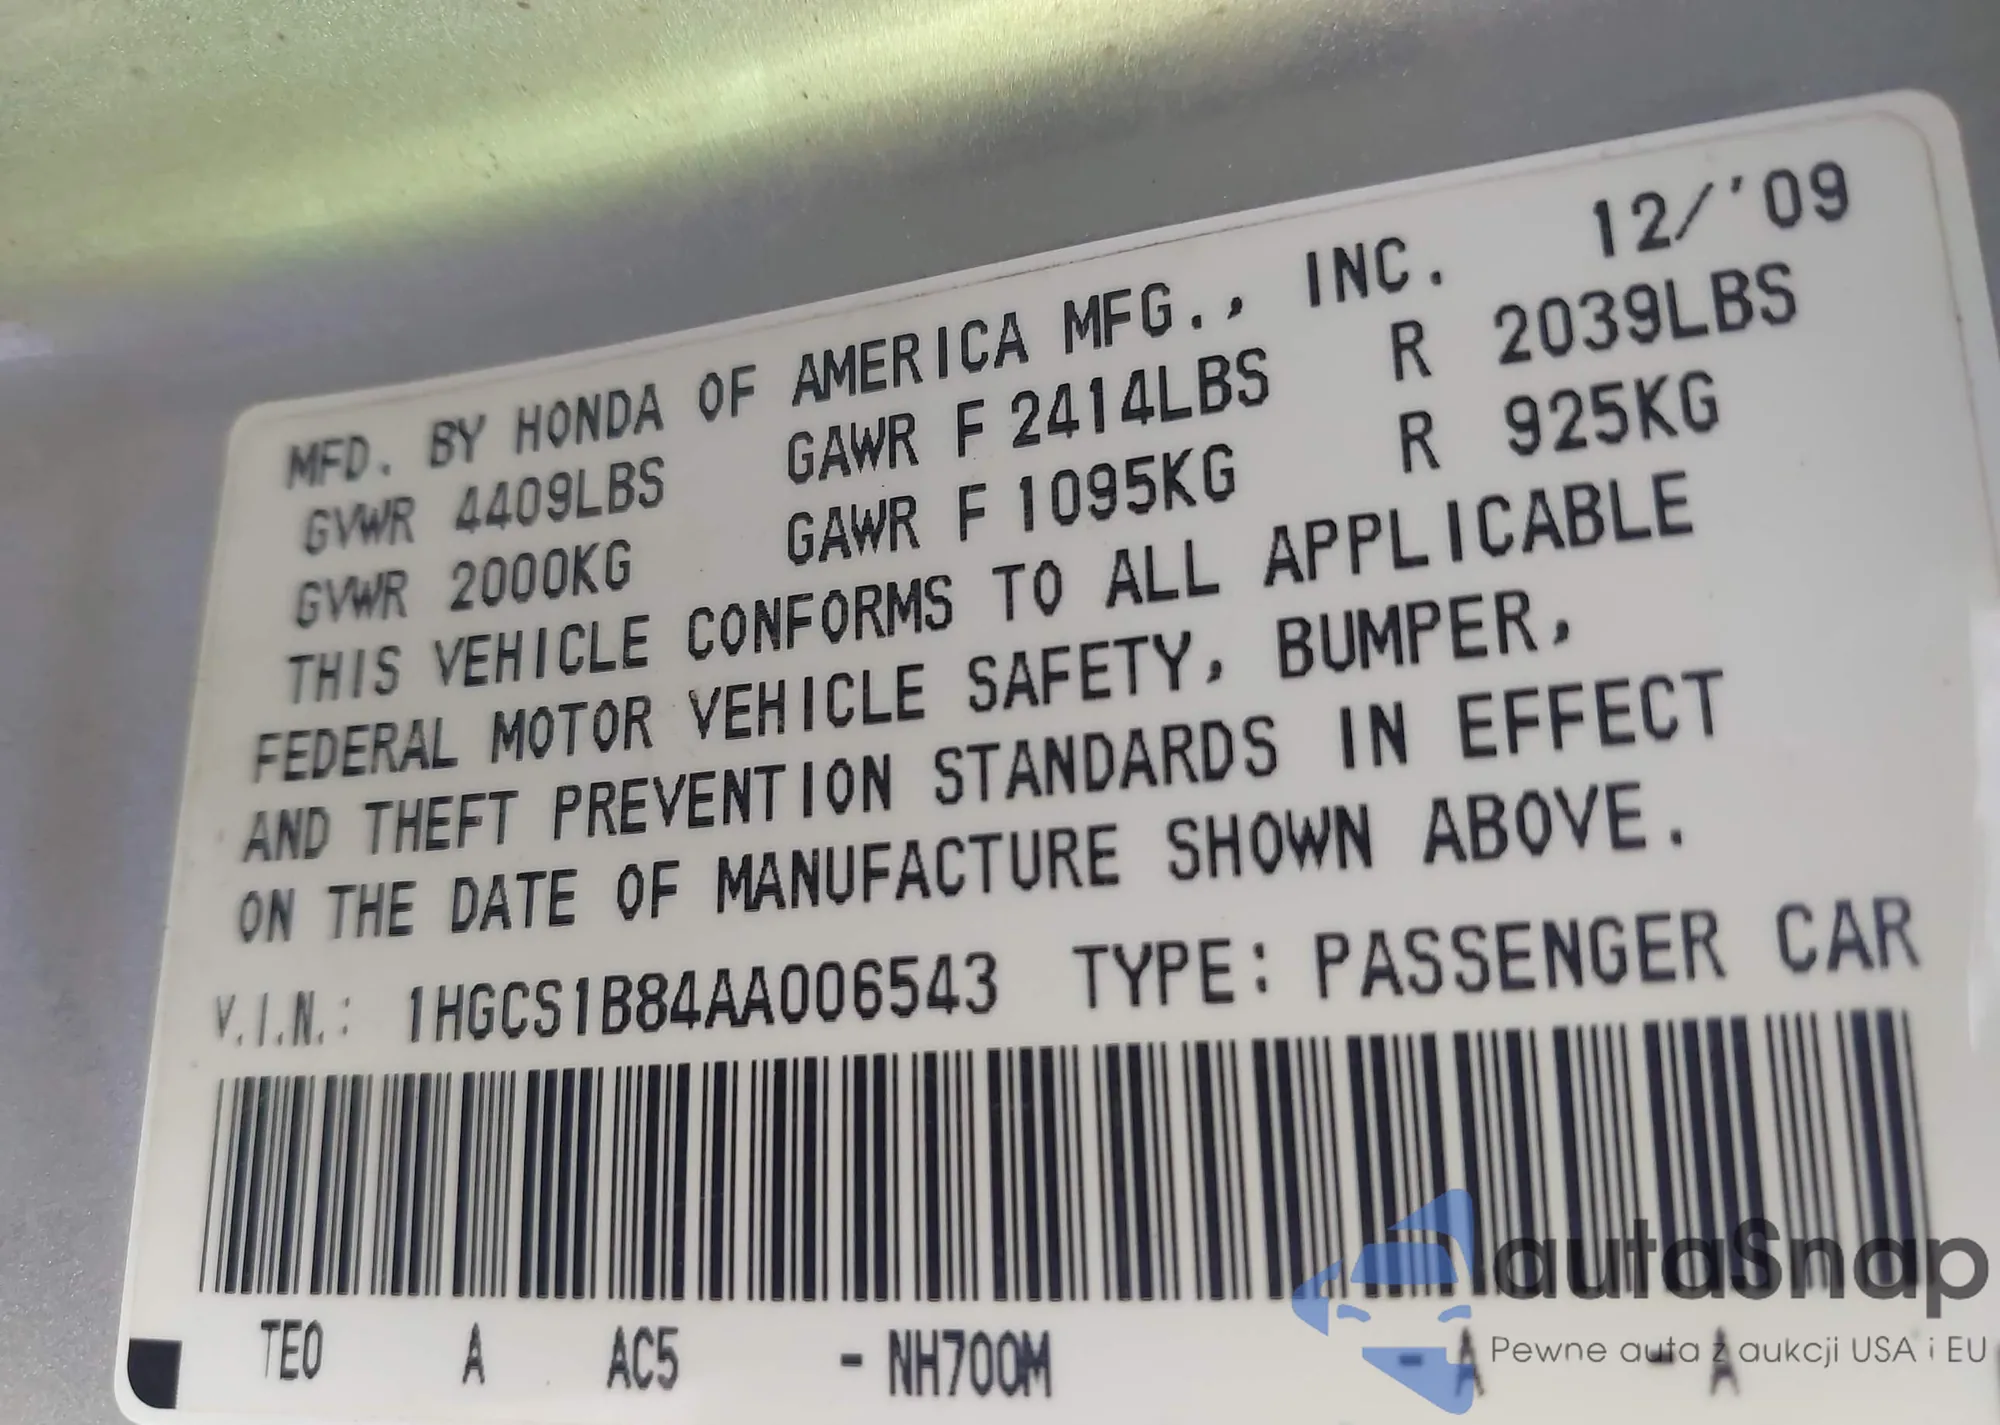 MFD. BY HONDA OF AMERICA MFG., INC. 12/'09
GVWR 4409LBS GAWR F 2414LBS R 2039LBS
GVWR 2000KG GAWR F 1095KG R 925KG
THIS VEHICLE CONFORMS TO ALL APPLICABLE
FEDERAL MOTOR VEHICLE SAFETY, BUMPER,
AND THEFT PREVENTION STANDARDS IN EFFECT
ON THE DATE OF MANUFACTURE SHOWN ABOVE.
V.I.N.: 1HGCS1B84AA006543 TYPE: PASSENGER CAR
TE0 A AC5 - NH700M - A - A
autaSnap
Pewne auta z aukcji USA i EU